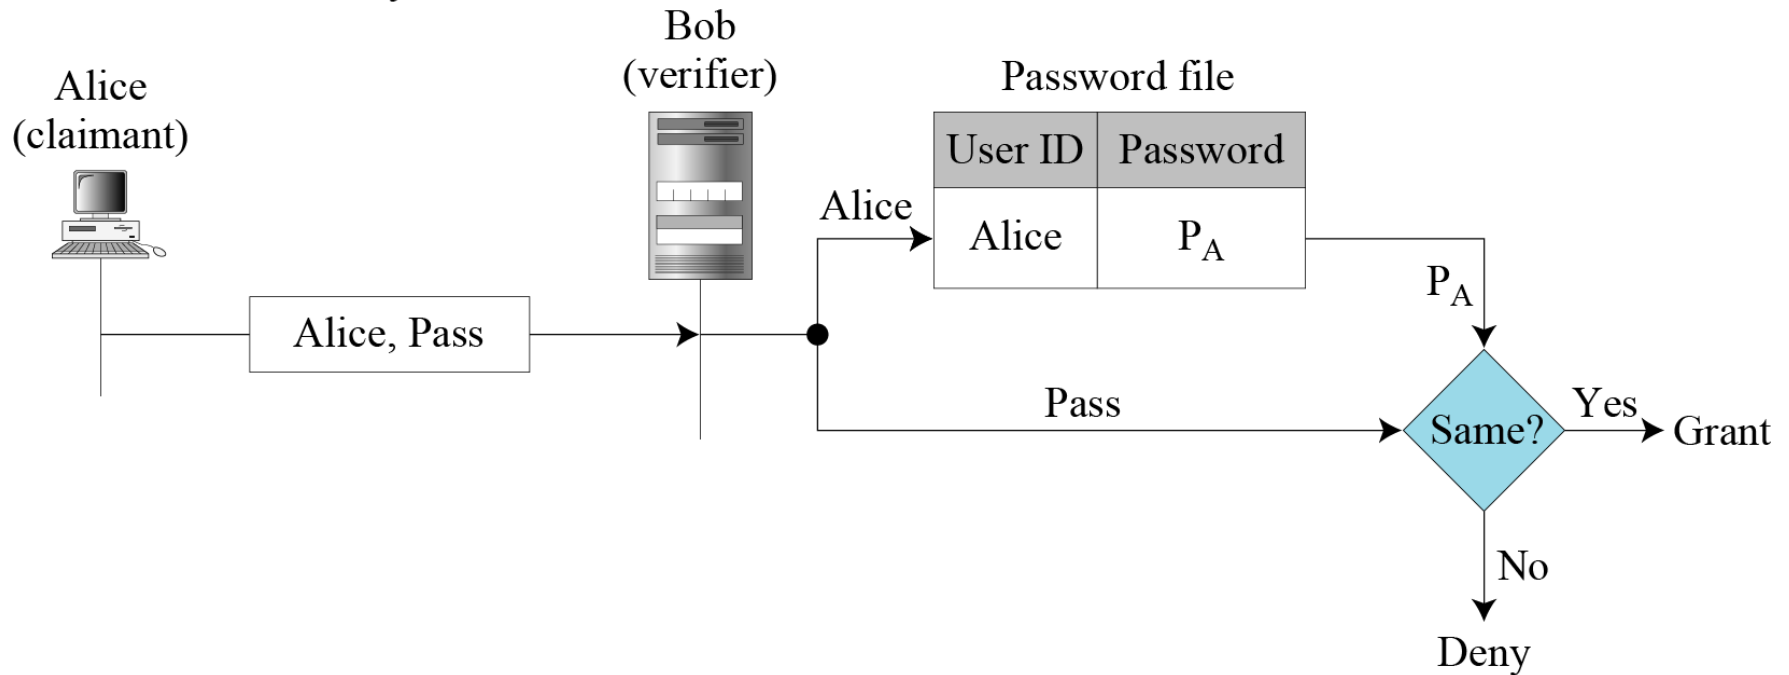 Bob
(verifier)
Alice
(claimant)
Password file
User ID
Password
Alice
Alice
P_A
P_A
Alice, Pass
Pass
Same?
Yes
Grant
No
Deny